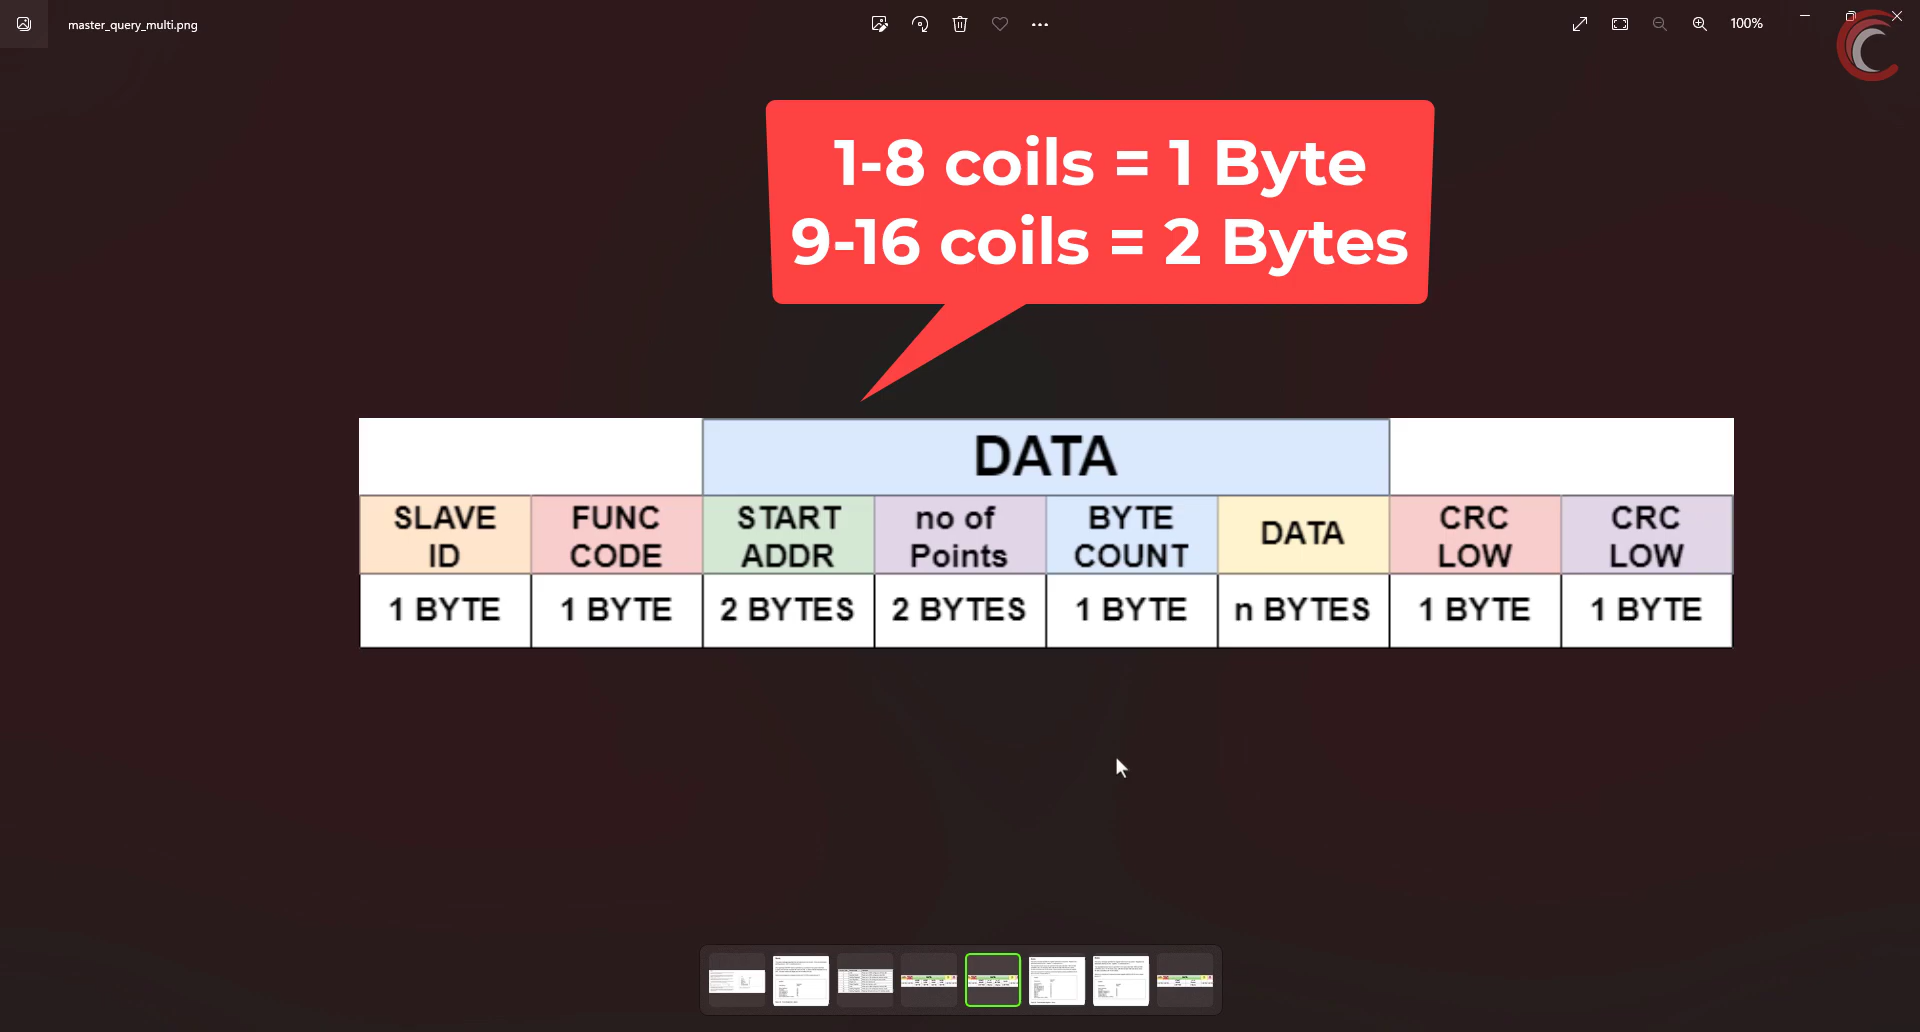 master_query_multi.png
100%
1-8 coils = 1 Byte
9-16 coils = 2 Bytes
DATA
SLAVE ID
FUNC CODE
START ADDR
no of Points
BYTE COUNT
DATA
CRC LOW
CRC LOW
1 BYTE
1 BYTE
2 BYTES
2 BYTES
1 BYTE
n BYTES
1 BYTE
1 BYTE